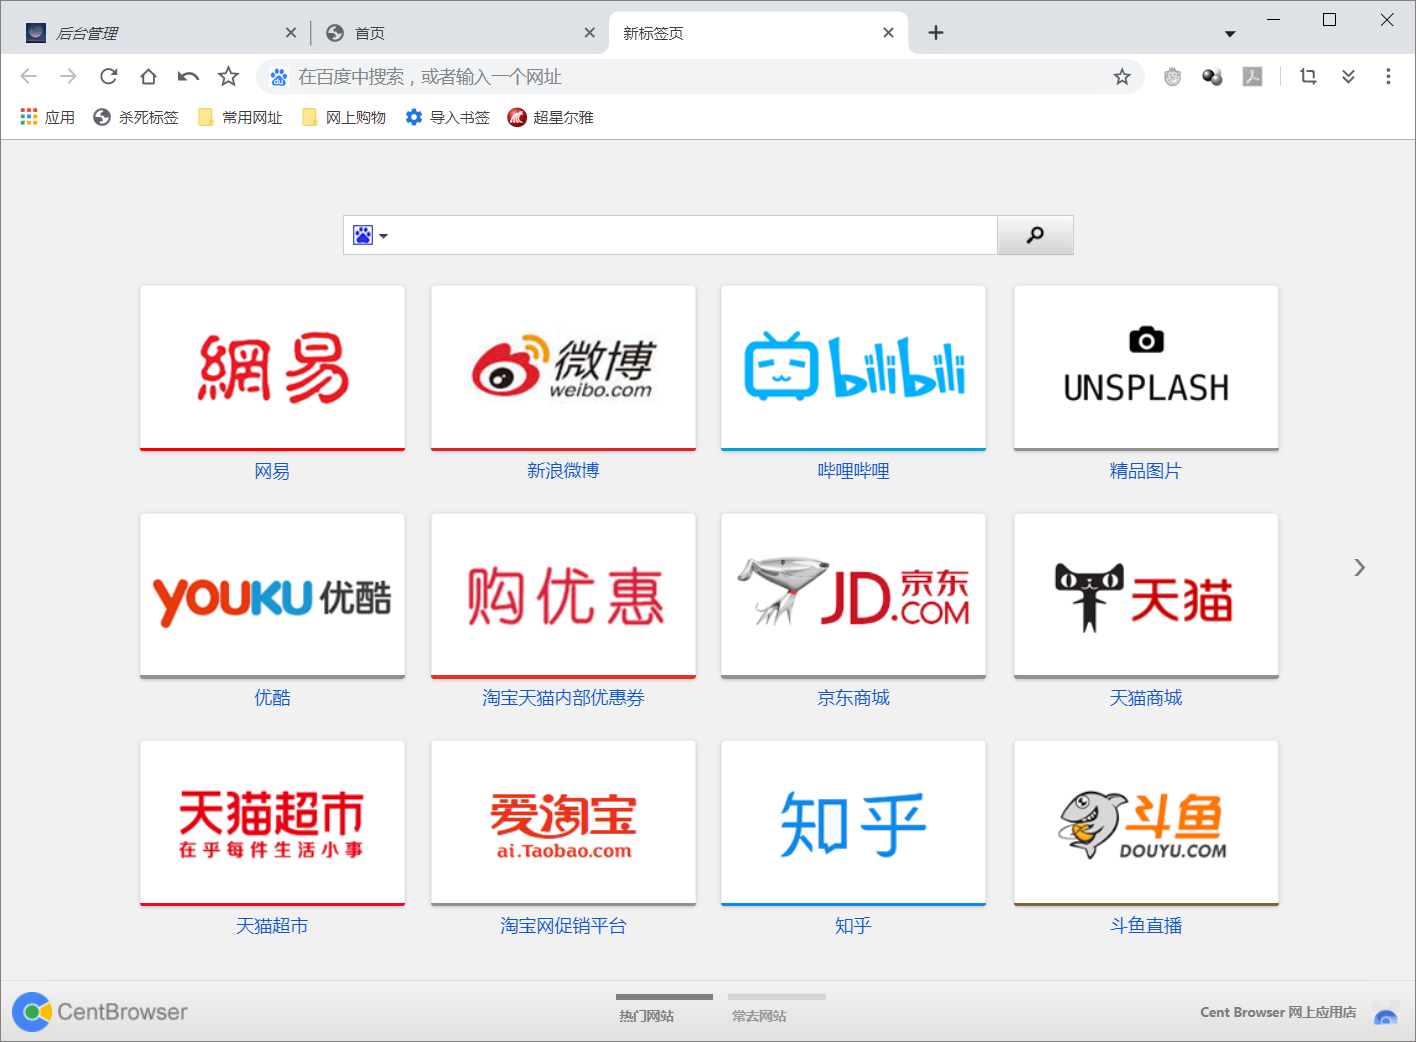 后台管理
首页
新标签页
在百度中搜索，或者输入一个网址
应用
杀死标签
常用网址
网上购物
导入书签
超星尔雅
網易
微博
weibo.com
bilibili
UNSPLASH
网易
新浪微博
哔哩哔哩
精品图片
YOUKU 优酷
购优惠
JD.COM 京东
天猫
优酷
淘宝天猫内部优惠券
京东商城
天猫商城
天猫超市
在乎每件生活小事
爱淘宝
ai.Taobao.com
知乎
斗鱼
DOUYU.COM
天猫超市
淘宝网促销平台
知乎
斗鱼直播
CentBrowser
热门网站
常去网站
Cent Browser 网上应用店